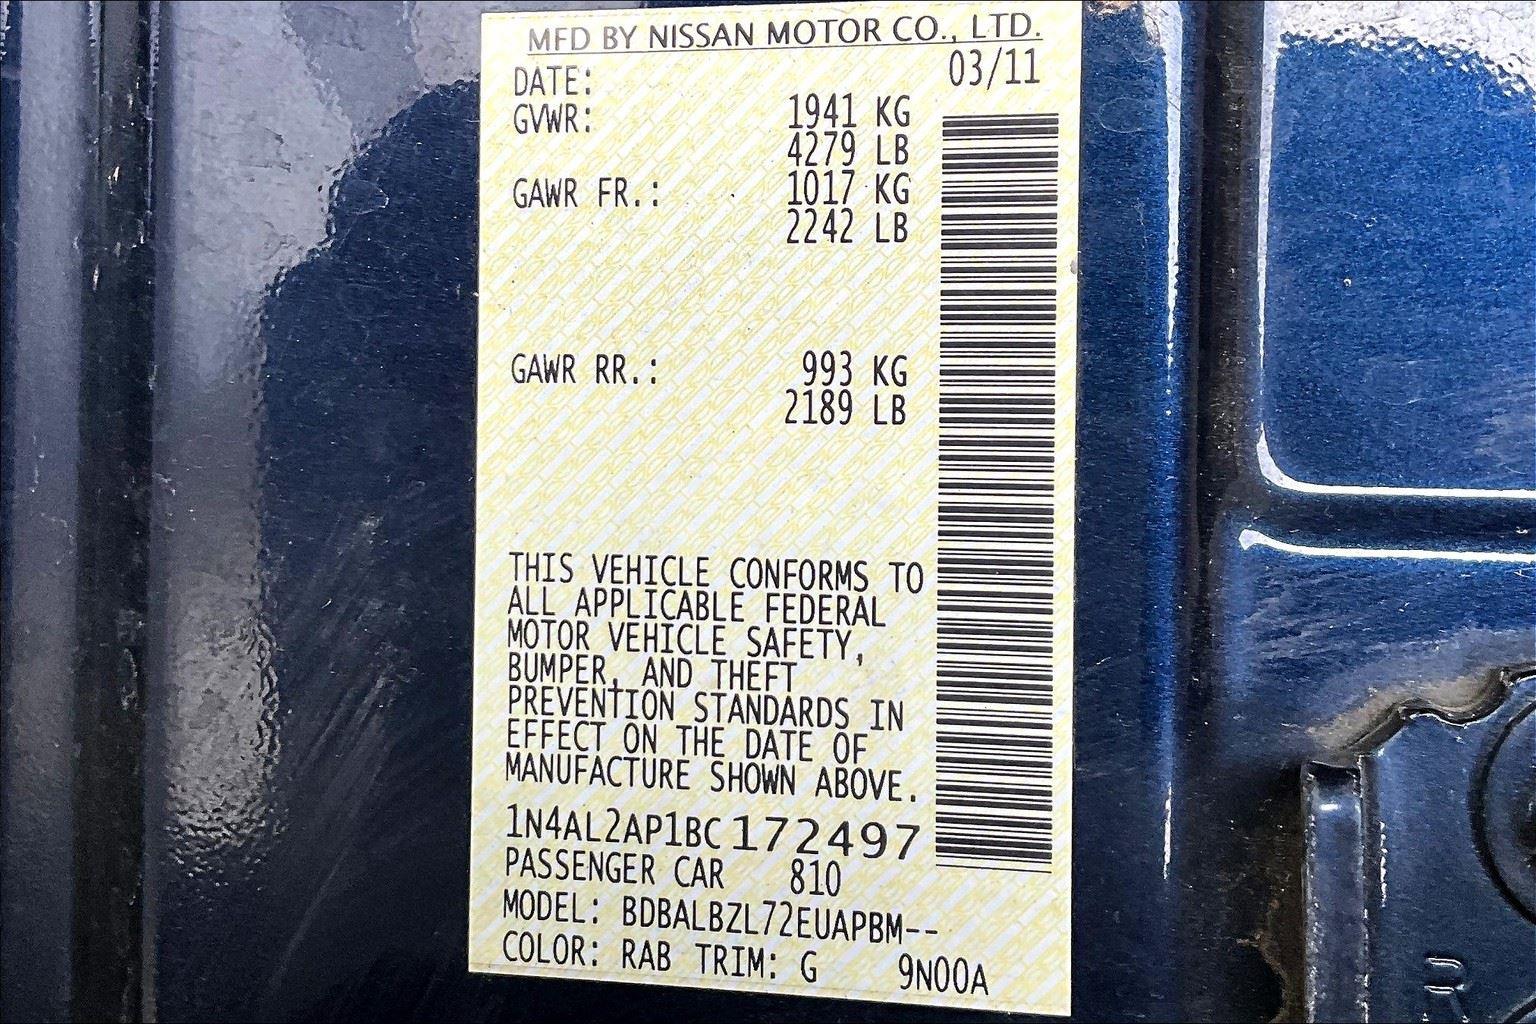 MFD BY NISSAN MOTOR CO., LTD.
DATE: 03/11
GVWR: 1941 KG
4279 LB
GAWR FR.: 1017 KG
2242 LB
GAWR RR.: 993 KG
2189 LB
THIS VEHICLE CONFORMS TO
ALL APPLICABLE FEDERAL
MOTOR VEHICLE SAFETY,
BUMPER, AND THEFT
PREVENTION STANDARDS IN
EFFECT ON THE DATE OF
MANUFACTURE SHOWN ABOVE.
1N4AL2AP1BC172497
PASSENGER CAR 810
MODEL: BDBALBZL72EUAPBM--
COLOR: RAB TRIM: G 9N00A
R